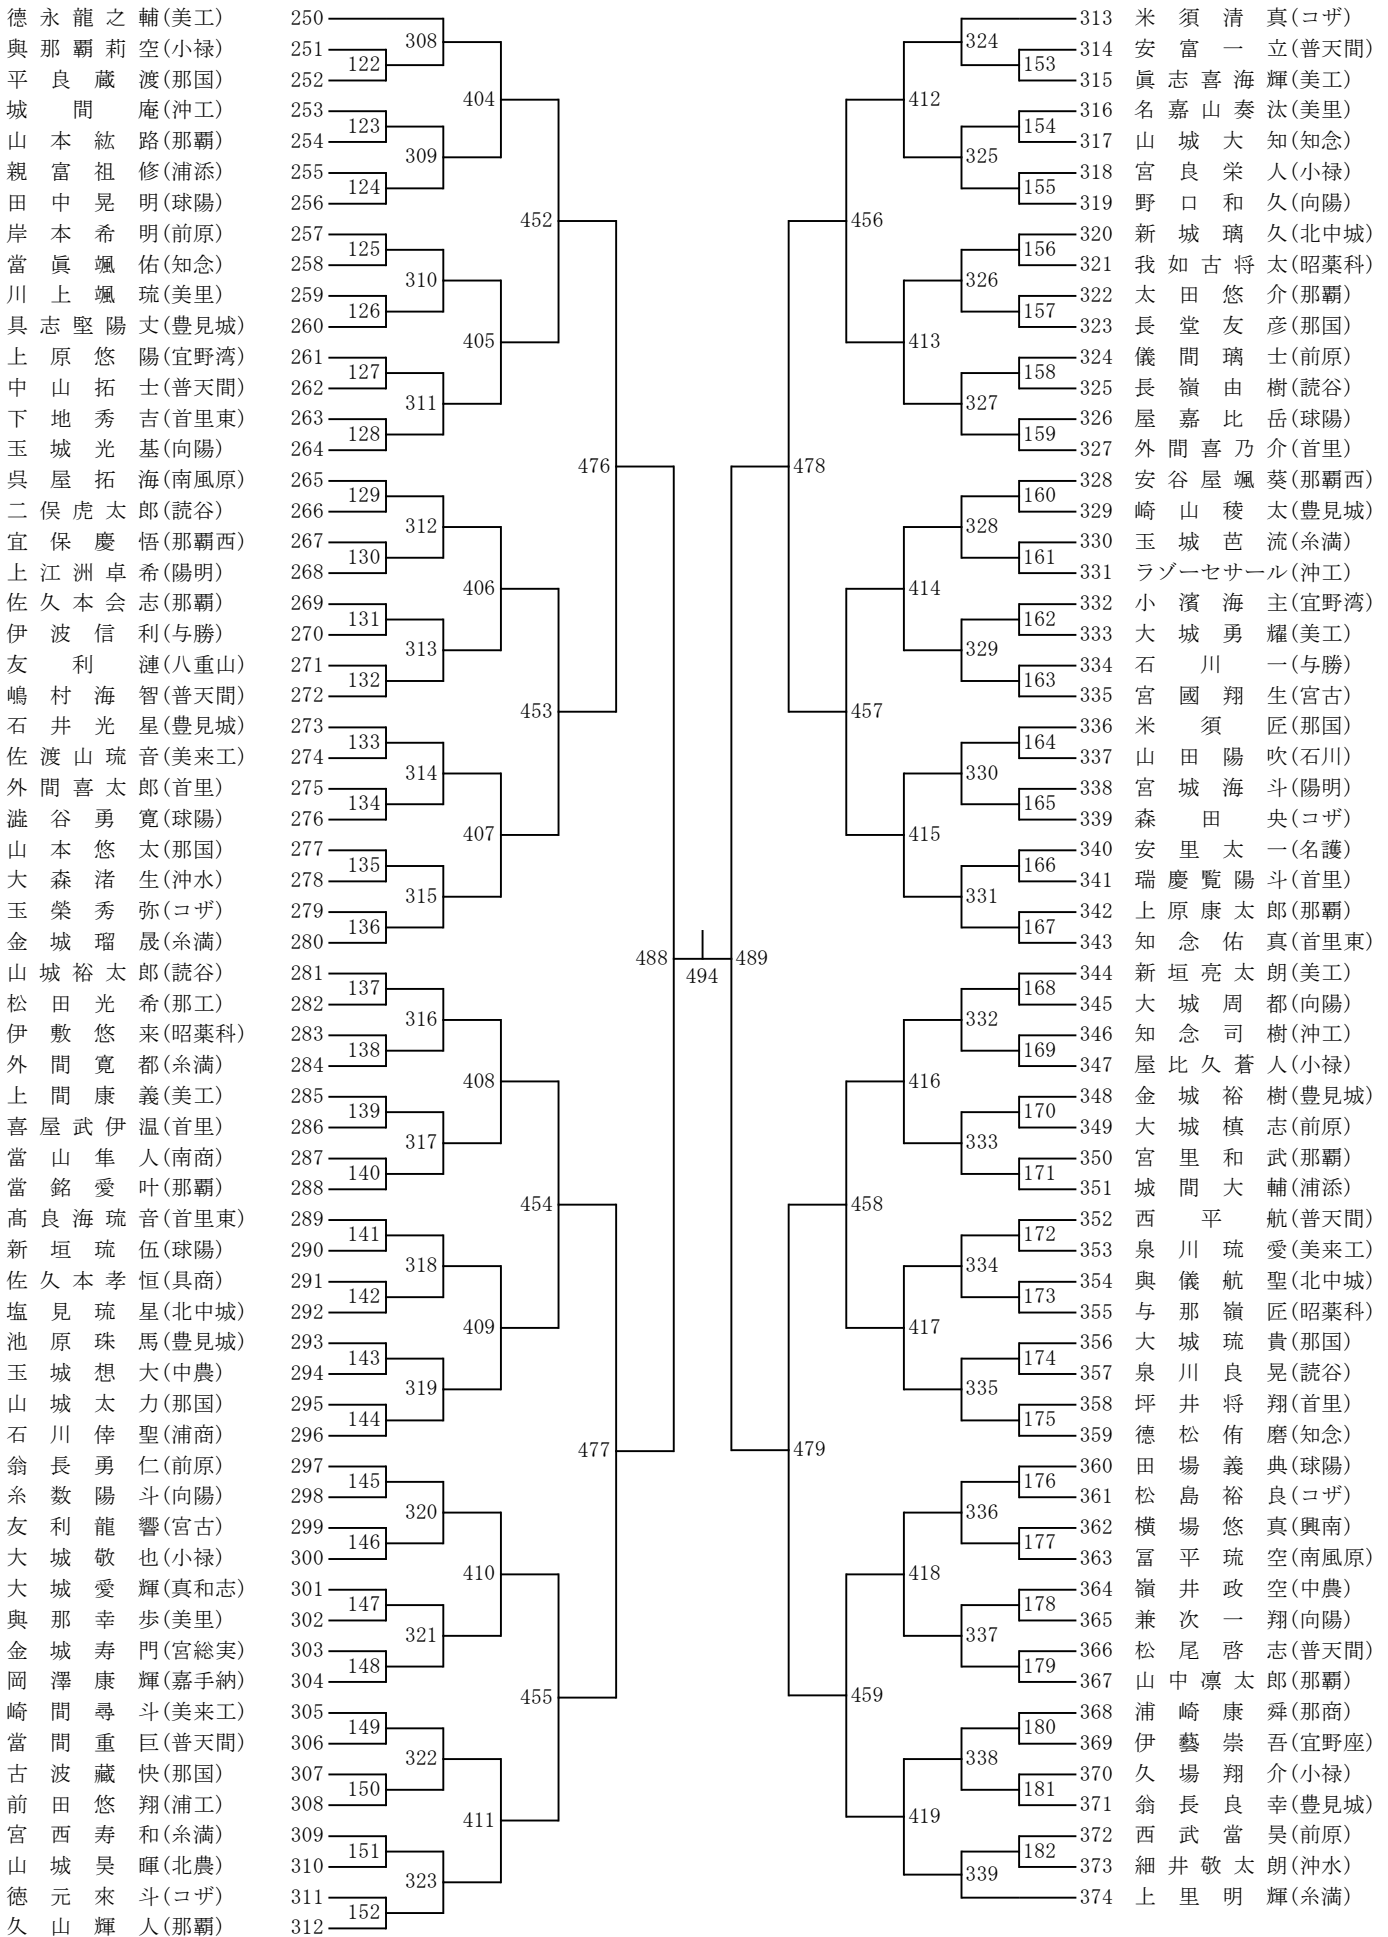 德永龍之輔(美工) 250
與那覇莉空(小禄) 251
平良蔵渡(那国) 252
城間庵(沖工) 253
山本紘路(那覇) 254
親富祖修(浦添) 255
田中晃明(球陽) 256
岸本希明(前原) 257
當眞颯佑(知念) 258
川上颯琉(美里) 259
具志堅陽丈(豊見城) 260
上原悠陽(宜野湾) 261
中山拓士(普天間) 262
下地秀吉(首里東) 263
玉城光基(向陽) 264
呉屋拓海(南風原) 265
二俣虎太郎(読谷) 266
宜保慶悟(那覇西) 267
上江洲卓希(陽明) 268
佐久本会志(那覇) 269
伊波信利(与勝) 270
友利漣(八重山) 271
嶋村海智(普天間) 272
石井光星(豊見城) 273
佐渡山琉音(美来工) 274
外間喜太郎(首里) 275
澁谷勇寛(球陽) 276
山本悠太(那国) 277
大森渚生(沖水) 278
玉榮秀弥(コザ) 279
金城瑠晟(糸満) 280
山城裕太郎(読谷) 281
松田光希(那工) 282
伊敷悠来(昭薬科) 283
外間寛都(糸満) 284
上間康義(美工) 285
喜屋武伊温(首里) 286
當山隼人(南商) 287
當銘愛叶(那覇) 288
髙良海琉音(首里東) 289
新垣琉伍(球陽) 290
佐久本孝恒(具商) 291
塩見琉星(北中城) 292
池原珠馬(豊見城) 293
玉城想大(中農) 294
山城太力(那国) 295
石川倖聖(浦商) 296
翁長勇仁(前原) 297
糸数陽斗(向陽) 298
友利龍響(宮古) 299
大城敬也(小禄) 300
大城愛輝(真和志) 301
與那幸歩(美里) 302
金城寿門(宮総実) 303
岡澤康輝(嘉手納) 304
崎間尋斗(美来工) 305
當間重巨(普天間) 306
古波藏快(那国) 307
前田悠翔(浦工) 308
宮西寿和(糸満) 309
山城昊暉(北農) 310
徳元來斗(コザ) 311
久山輝人(那覇) 312
122
123
124
125
126
127
128
129
130
131
132
133
134
135
136
137
138
139
140
141
142
143
144
145
146
147
148
149
150
151
152
308
309
310
311
312
313
314
315
316
317
318
319
320
321
322
323
404
405
406
407
408
409
410
411
452
453
454
455
476
477
488
494
489
478
479
456
457
458
459
412
413
414
415
416
417
418
419
324
325
326
327
328
329
330
331
332
333
334
335
336
337
338
339
153
154
155
156
157
158
159
160
161
162
163
164
165
166
167
168
169
170
171
172
173
174
175
176
177
178
179
180
181
182
313 米須清真(コザ)
314 安富一立(普天間)
315 眞志喜海輝(美工)
316 名嘉山奏汰(美里)
317 山城大知(知念)
318 宮良栄人(小禄)
319 野口和久(向陽)
320 新城璃久(北中城)
321 我如古将太(昭薬科)
322 太田悠介(那覇)
323 長堂友彦(那国)
324 儀間璃士(前原)
325 長嶺由樹(読谷)
326 屋嘉比岳(球陽)
327 外間喜乃介(首里)
328 安谷屋颯葵(那覇西)
329 崎山稜太(豊見城)
330 玉城芭流(糸満)
331 ラゾーセサール(沖工)
332 小濱海主(宜野湾)
333 大城勇耀(美工)
334 石川一(与勝)
335 宮國翔生(宮古)
336 米須匠(那国)
337 山田陽吹(石川)
338 宮城海斗(陽明)
339 森田央(コザ)
340 安里太一(名護)
341 瑞慶覧陽斗(首里)
342 上原康太郎(那覇)
343 知念佑真(首里東)
344 新垣亮太朗(美工)
345 大城周都(向陽)
346 知念司樹(沖工)
347 屋比久蒼人(小禄)
348 金城裕樹(豊見城)
349 大城槙志(前原)
350 宮里和武(那覇)
351 城間大輔(浦添)
352 西平航(普天間)
353 泉川琉愛(美来工)
354 與儀航聖(北中城)
355 与那嶺匠(昭薬科)
356 大城琉貴(那国)
357 泉川良晃(読谷)
358 坪井将翔(首里)
359 德松侑磨(知念)
360 田場義典(球陽)
361 松島裕良(コザ)
362 横場悠真(興南)
363 冨平琉空(南風原)
364 嶺井政空(中農)
365 兼次一翔(向陽)
366 松尾啓志(普天間)
367 山中凛太郎(那覇)
368 浦崎康舜(那商)
369 伊藝崇吾(宜野座)
370 久場翔介(小禄)
371 翁長良幸(豊見城)
372 西武當昊(前原)
373 細井敬太朗(沖水)
374 上里明輝(糸満)